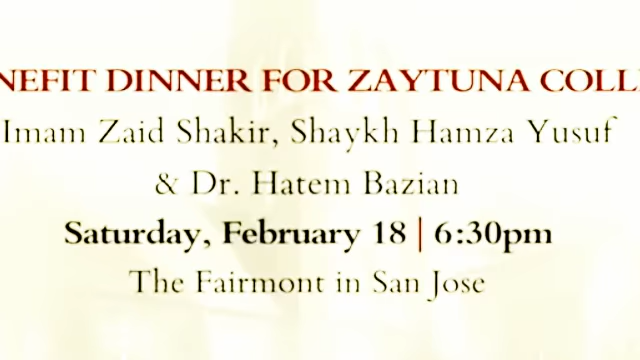 NEFIT DINNER FOR ZAYTUNA COLL
Imam Zaid Shakir, Shaykh Hamza Yusuf
& Dr. Hatem Bazian
Saturday, February 18 | 6:30pm
The Fairmont in San Jose